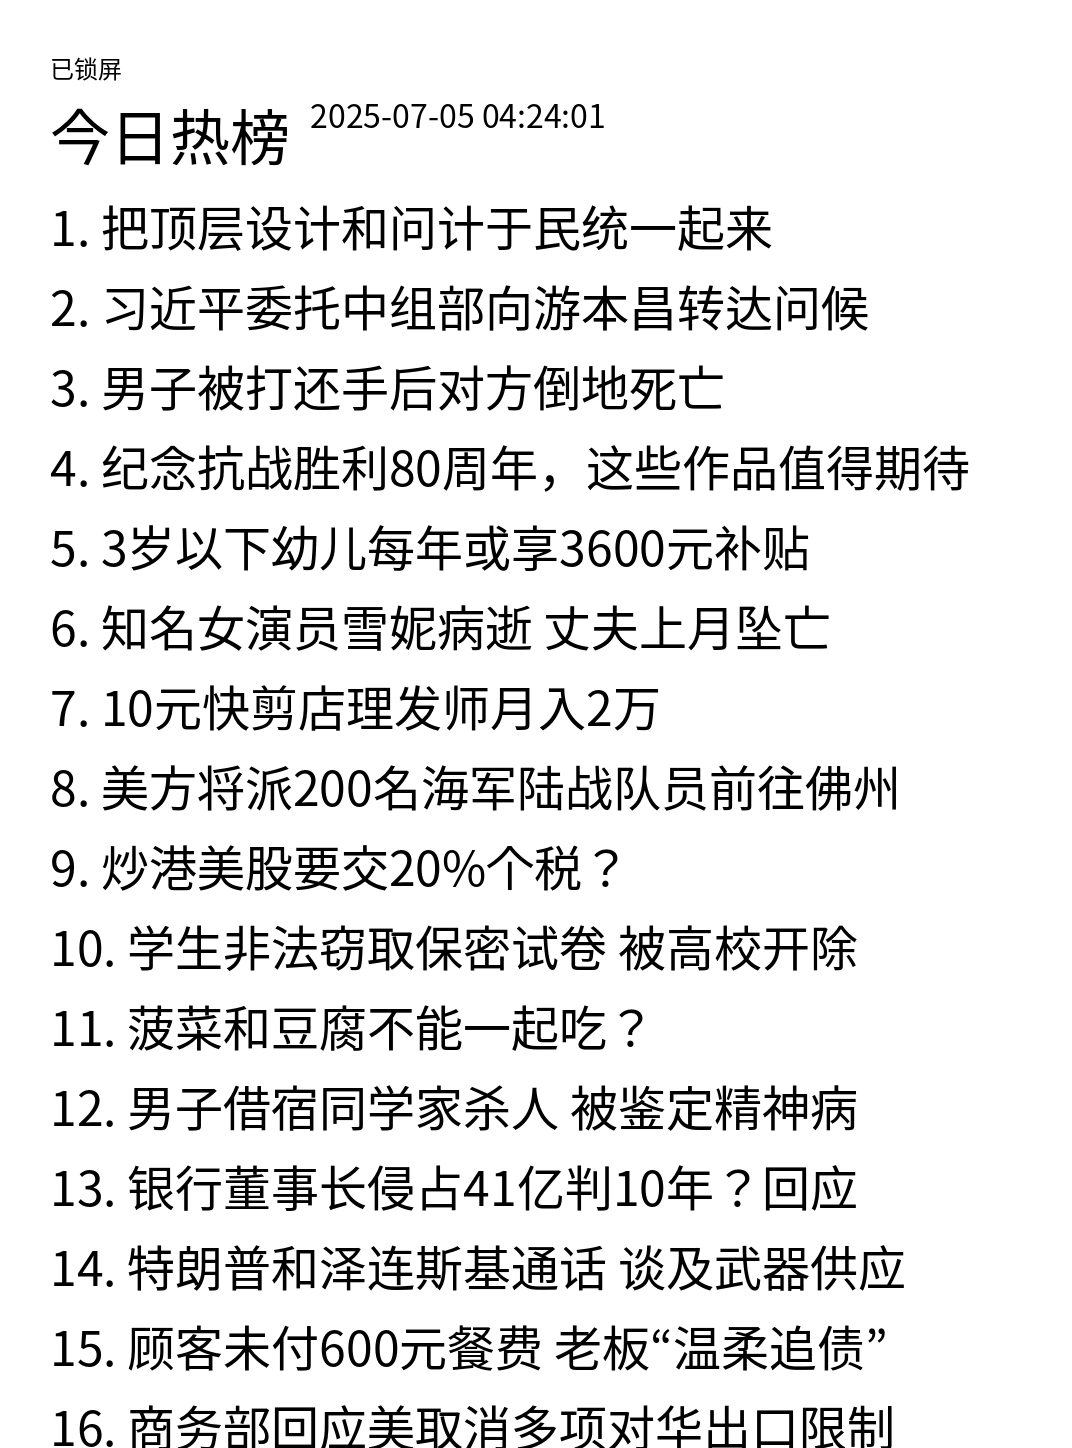 已锁屏
今日热榜 2025-07-05 04:24:01
1. 把顶层设计和问计于民统一起来
2. 习近平委托中组部向游本昌转达问候
3. 男子被打还手后对方倒地死亡
4. 纪念抗战胜利80周年，这些作品值得期待
5. 3岁以下幼儿每年或享3600元补贴
6. 知名女演员雪妮病逝 丈夫上月坠亡
7. 10元快剪店理发师月入2万
8. 美方将派200名海军陆战队员前往佛州
9. 炒港美股要交20%个税？
10. 学生非法窃取保密试卷 被高校开除
11. 菠菜和豆腐不能一起吃？
12. 男子借宿同学家杀人 被鉴定精神病
13. 银行董事长侵占41亿判10年？回应
14. 特朗普和泽连斯基通话 谈及武器供应
15. 顾客未付600元餐费 老板“温柔追债”
16. 商务部回应美取消多项对华出口限制